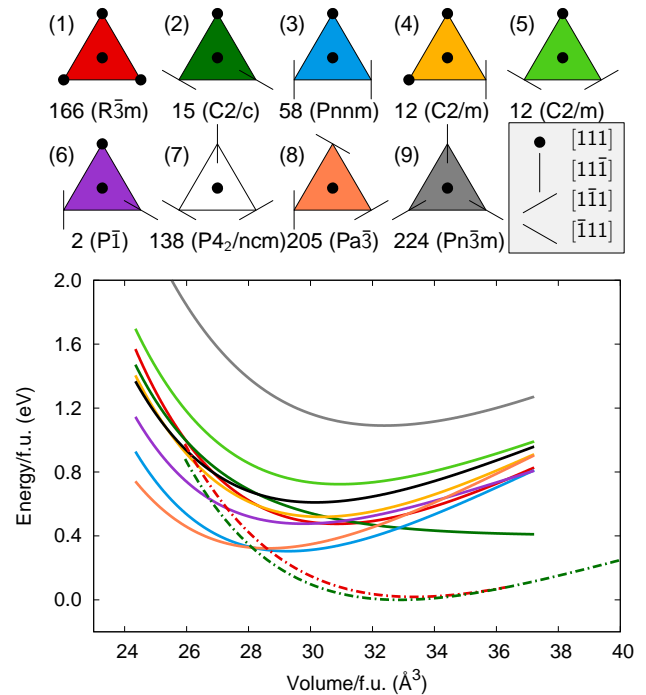 (1) (2) (3) (4) (5)
166 (R3̄m) 15 (C2/c) 58 (Pnnm) 12 (C2/m) 12 (C2/m)
(6) (7) (8) (9)
2 (P1̄) 138 (P4₂/ncm) 205 (Pa3̄) 224 (Pn3̄m)
[111]
[111̄]
[11̄1]
[1̄11]
2.0
1.6
1.2
0.8
0.4
0.0
Energy/f.u. (eV)
24 26 28 30 32 34 36 38 40
Volume/f.u. (Å³)